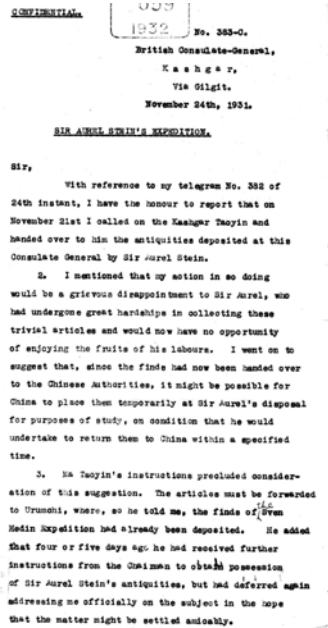 CONFIDENTIAL.
559
1932
No. 383-C.
British Consulate-General,
Kashgar,
Via Gilgit.
November 24th, 1931.
SIR AUREL STEIN'S EXPEDITION.
Sir,
With reference to my telegram No. 382 of
24th instant, I have the honour to report that on
November 21st I called on the Kashgar Taoyin and
handed over to him the antiquities deposited at this
Consulate General by Sir Aurel Stein.
2. I mentioned that my action in so doing
would be a grievous disappointment to Sir Aurel, who
had undergone great hardships in collecting these
trivial articles and would now have no opportunity
of enjoying the fruits of his labours. I went on to
suggest that, since the finds had now been handed over
to the Chinese Authorities, it might be possible for
China to place them temporarily at Sir Aurel's disposal
for purposes of study, on condition that he would
undertake to return them to China within a specified
time.
3. Ma Taoyin's instructions precluded consider-
ation of this suggestion. The articles must be forwarded
to Urumchi, where, so he told me, the finds of the Sven
Hedin Expedition had already been deposited. He added
that four or five days ago he had received further
instructions from the Chairman to obtain possession
of Sir Aurel Stein's antiquities, but had deferred again
addressing me officially on the subject in the hope
that the matter might be settled amicably.